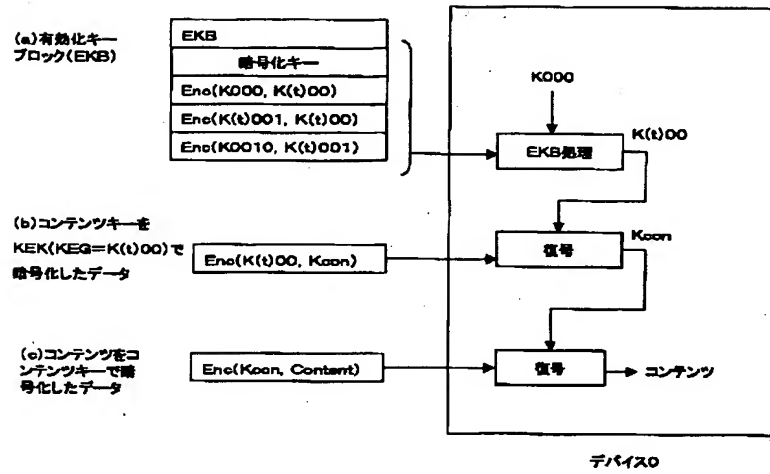 (a)有効化キー
ブロック(EKB)
EKB
暗号化キー
Enc(K000, K(t)00)
Enc(K(t)001, K(t)00)
Enc(K0010, K(t)001)
K000
K(t)00
EKB処理
(b)コンテンツキーを
KEK(KEG=K(t)00)で
暗号化したデータ
Enc(K(t)00, Kcon)
復号
Kcon
(c)コンテンツをコ
ンテンツキーで暗
号化したデータ
Enc(Kcon, Content)
復号
コンテンツ
デバイス0